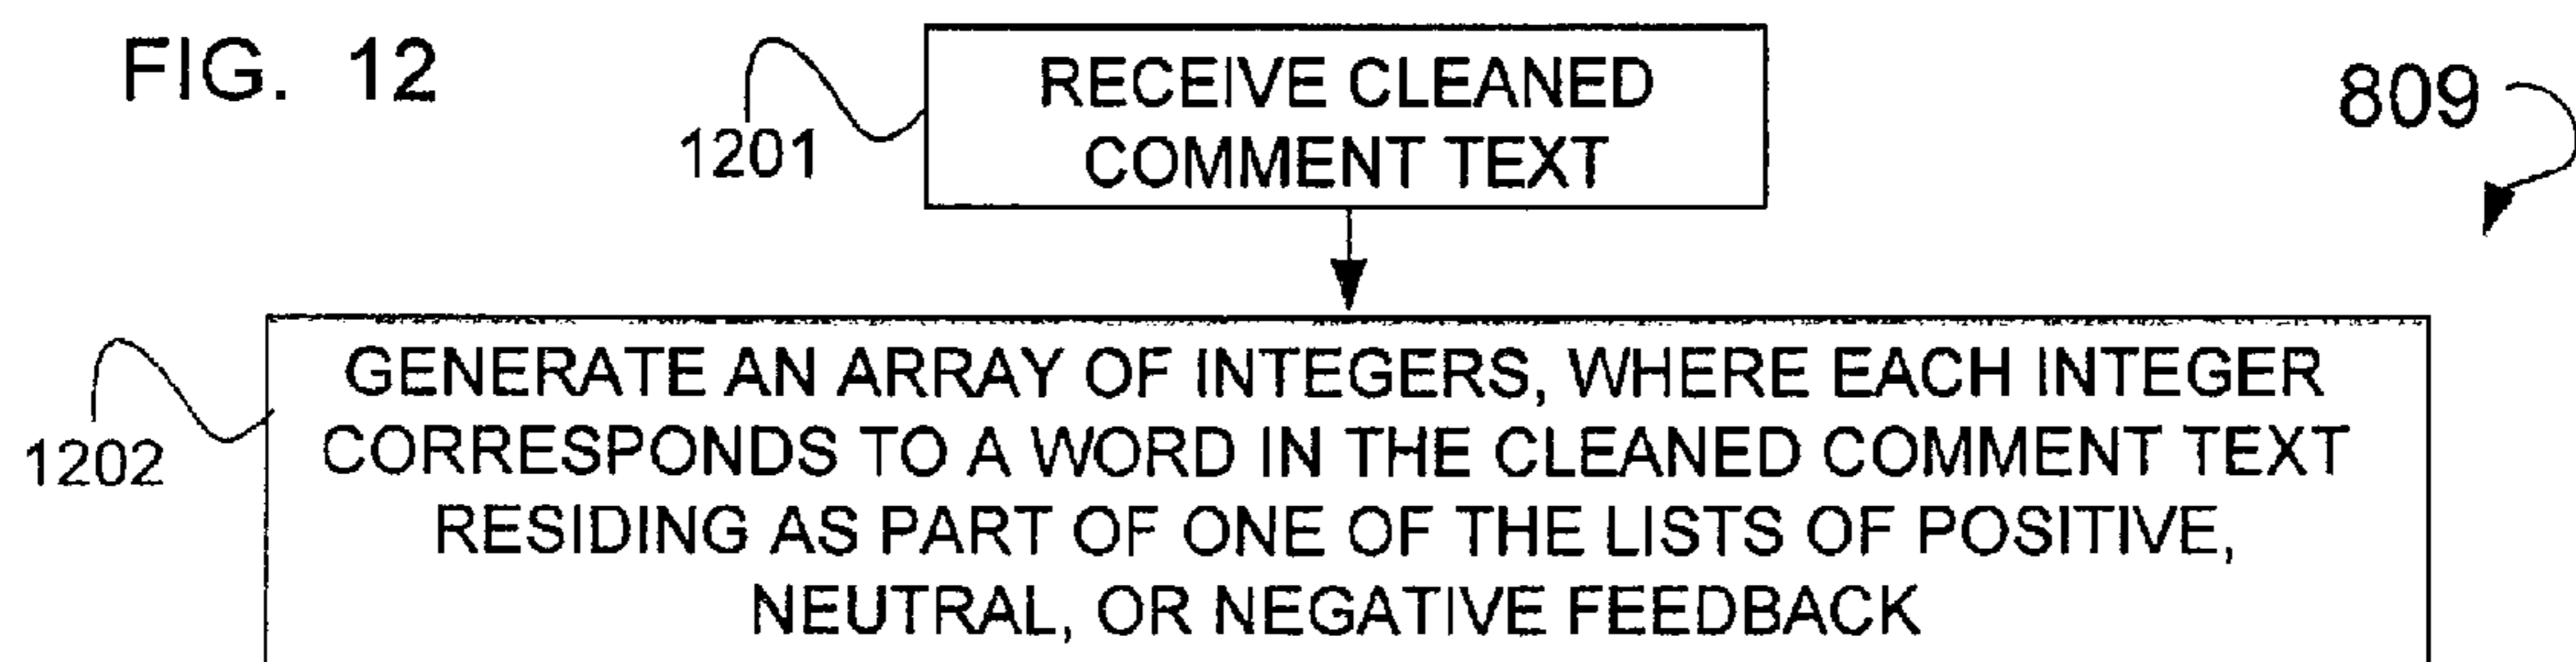 FIG. 12
RECEIVE CLEANED
COMMENT TEXT
1201
809
GENERATE AN ARRAY OF INTEGERS, WHERE EACH INTEGER
CORRESPONDS TO A WORD IN THE CLEANED COMMENT TEXT
RESIDING AS PART OF ONE OF THE LISTS OF POSITIVE,
NEUTRAL, OR NEGATIVE FEEDBACK
1202